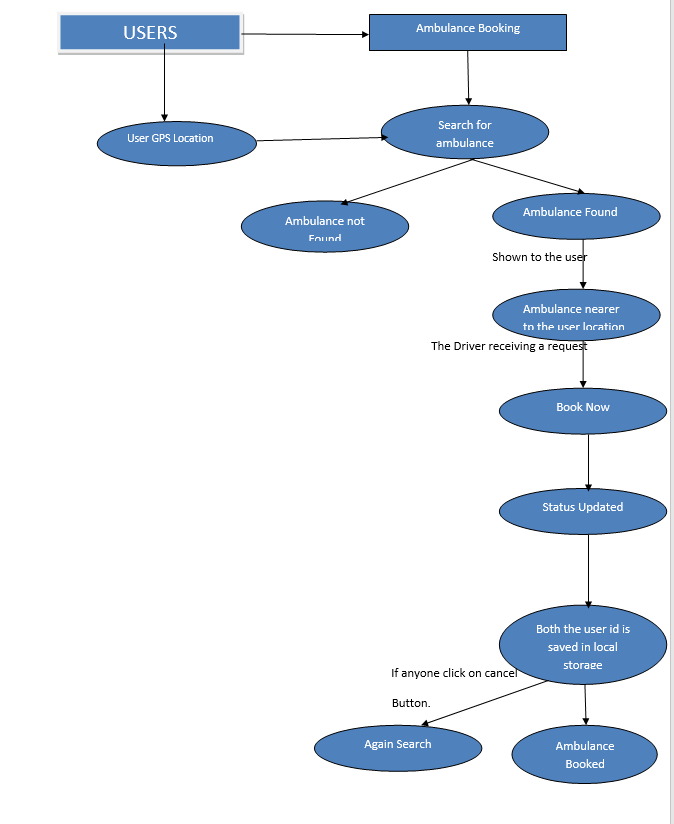 USERS
Ambulance Booking
User GPS Location
Search for
ambulance
Ambulance not
Found
Ambulance Found
Shown to the user
Ambulance nearer
tp the user location
The Driver receiving a request
Book Now
Status Updated
Both the user id is
saved in local
storage
If anyone click on cancel
Button.
Again Search
Ambulance
Booked